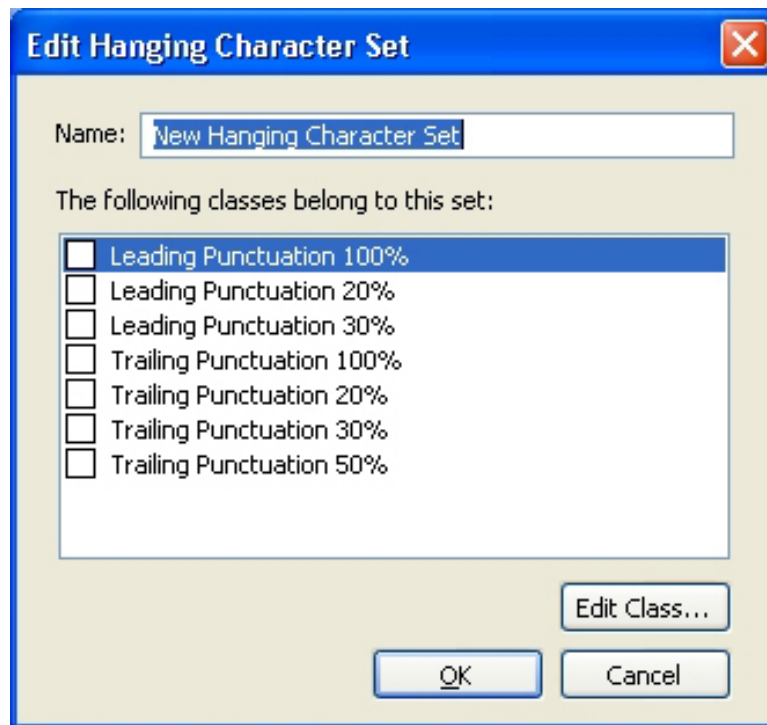 Edit Hanging Character Set
Name: New Hanging Character Set
The following classes belong to this set:
Leading Punctuation 100%
Leading Punctuation 20%
Leading Punctuation 30%
Trailing Punctuation 100%
Trailing Punctuation 20%
Trailing Punctuation 30%
Trailing Punctuation 50%
Edit Class...
OK Cancel